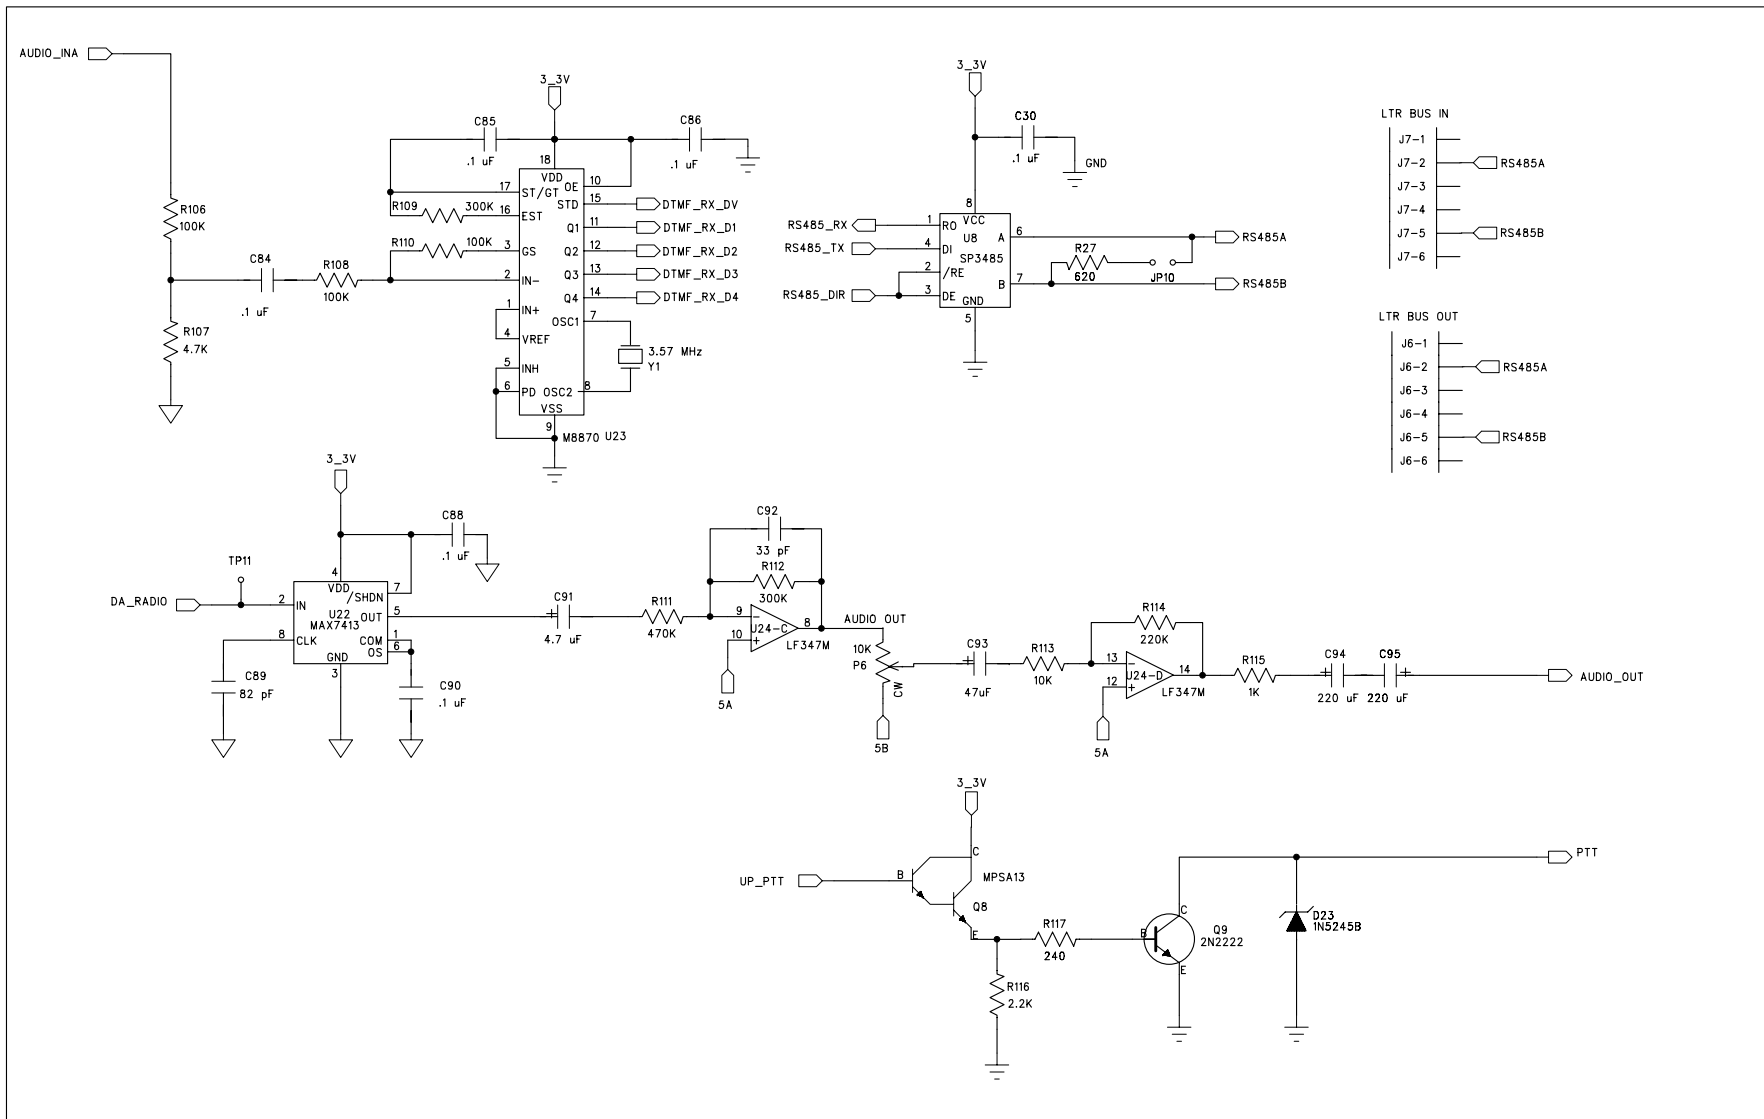 AUDIO_INA
R106
100K
R107
4.7K
C84
.1 uF
R108
100K
3_3V
C85
.1 uF
C86
.1 uF
R109
300K
R110
100K
18
VDD
17
ST/GT
OE
10
STD
15
DTMF_RX_DV
16
EST
Q1
11
DTMF_RX_D1
3
GS
Q2
12
DTMF_RX_D2
2
IN-
Q3
13
DTMF_RX_D3
Q4
14
DTMF_RX_D4
1
IN+
OSC1
7
4
VREF
3.57 MHz
Y1
5
INH
6
PD
OSC2
8
VSS
9
M8870 U23
3_3V
C30
.1 uF
GND
8
VCC
RS485_RX
1
RO
U8
A
6
RS485_TX
4
DI
SP3485
2
/RE
RS485_DIR
3
DE
B
7
GND
5
R27
620
JP10
RS485A
RS485B
LTR BUS IN
J7-1
J7-2
RS485A
J7-3
J7-4
J7-5
RS485B
J7-6
LTR BUS OUT
J6-1
J6-2
RS485A
J6-3
J6-4
J6-5
RS485B
J6-6
3_3V
C88
.1 uF
TP11
DA_RADIO
4
VDD
/SHDN
7
2
IN
U22
MAX7413
OUT
5
8
CLK
COM
1
OS
6
GND
3
C89
82 pF
C90
.1 uF
C91
4.7 uF
R111
470K
C92
33 pF
R112
300K
9
10
U24-C
8
LF347M
5A
AUDIO OUT
10K
P6
CW
5B
C93
47uF
R113
10K
R114
220K
13
12
U24-D
14
LF347M
5A
R115
1K
C94
220 uF
C95
220 uF
AUDIO_OUT
3_3V
UP_PTT
B
C
MPSA13
Q8
E
R117
240
R116
2.2K
B
C
Q9
2N2222
E
D23
1N5245B
PTT